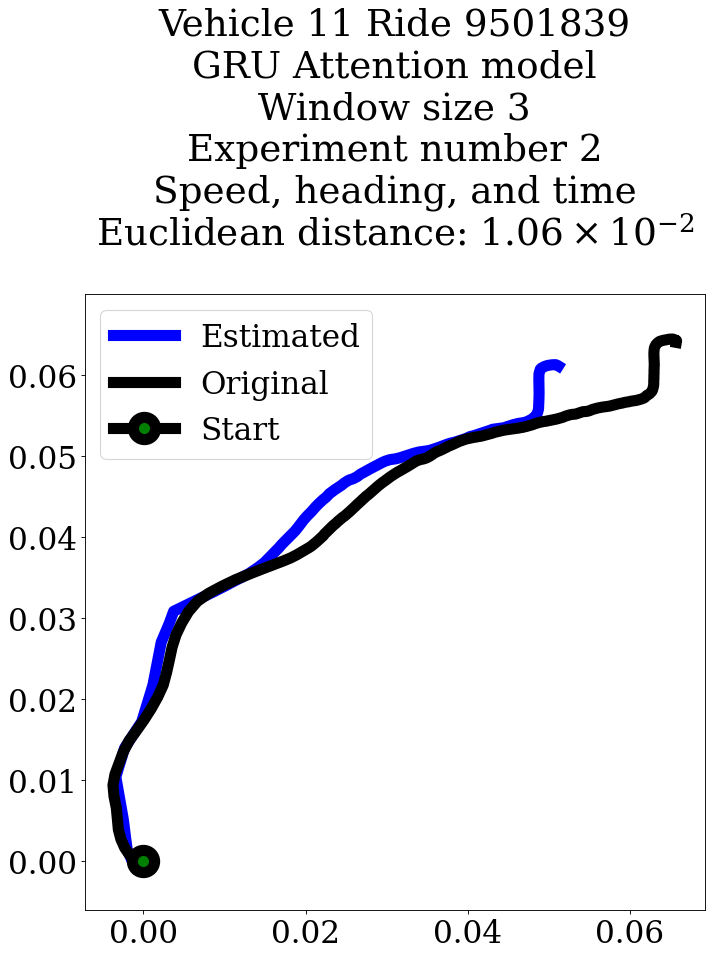 Vehicle 11 Ride 9501839
GRU Attention model
Window size 3
Experiment number 2
Speed, heading, and time
Euclidean distance: 1.06 × 10⁻²
Estimated
Original
Start
0.06
0.05
0.04
0.03
0.02
0.01
0.00
0.00 0.02 0.04 0.06